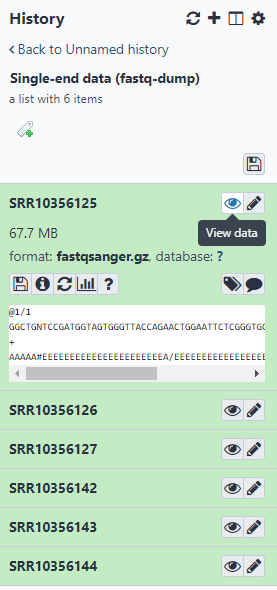 History
Back to Unnamed history
Single-end data (fastq-dump)
a list with 6 items
SRR10356125
View data
67.7 MB
format: fastqsanger.gz, database: ?
@1/1
GGCTGNTCCGATGGTAGTGGGTTACCAGAACTGGAATTCTCGGGTGC
+
AAAAA#EEEEEEEEEEEEEEEEEEEEEEEA/EEEEEEEEEEEEEEEEE
SRR10356126
SRR10356127
SRR10356142
SRR10356143
SRR10356144